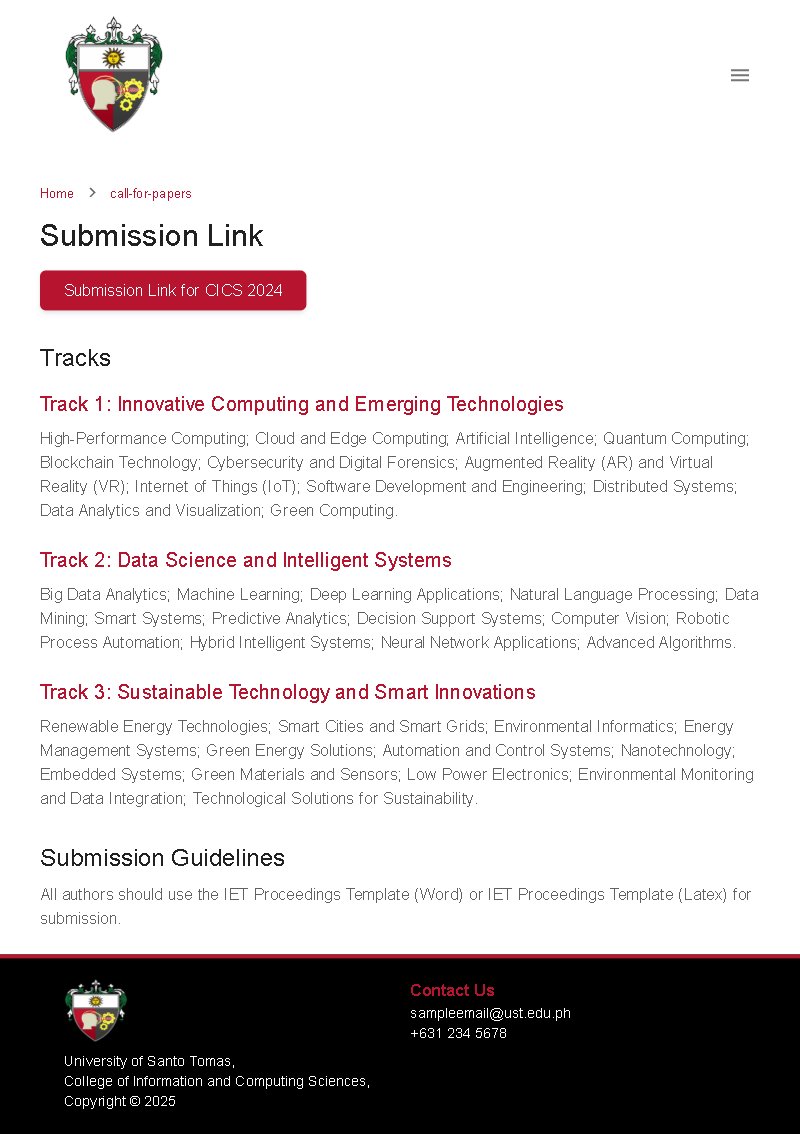 Home > call-for-papers
Submission Link
Submission Link for CICS 2024
Tracks
Track 1: Innovative Computing and Emerging Technologies
High-Performance Computing; Cloud and Edge Computing; Artificial Intelligence; Quantum Computing;
Blockchain Technology; Cybersecurity and Digital Forensics; Augmented Reality (AR) and Virtual
Reality (VR); Internet of Things (IoT); Software Development and Engineering; Distributed Systems;
Data Analytics and Visualization; Green Computing.
Track 2: Data Science and Intelligent Systems
Big Data Analytics; Machine Learning; Deep Learning Applications; Natural Language Processing; Data
Mining; Smart Systems; Predictive Analytics; Decision Support Systems; Computer Vision; Robotic
Process Automation; Hybrid Intelligent Systems; Neural Network Applications; Advanced Algorithms.
Track 3: Sustainable Technology and Smart Innovations
Renewable Energy Technologies; Smart Cities and Smart Grids; Environmental Informatics; Energy
Management Systems; Green Energy Solutions; Automation and Control Systems; Nanotechnology;
Embedded Systems; Green Materials and Sensors; Low Power Electronics; Environmental Monitoring
and Data Integration; Technological Solutions for Sustainability.
Submission Guidelines
All authors should use the IET Proceedings Template (Word) or IET Proceedings Template (Latex) for
submission.
University of Santo Tomas,
College of Information and Computing Sciences,
Copyright © 2025
Contact Us
sampleemail@ust.edu.ph
+631 234 5678